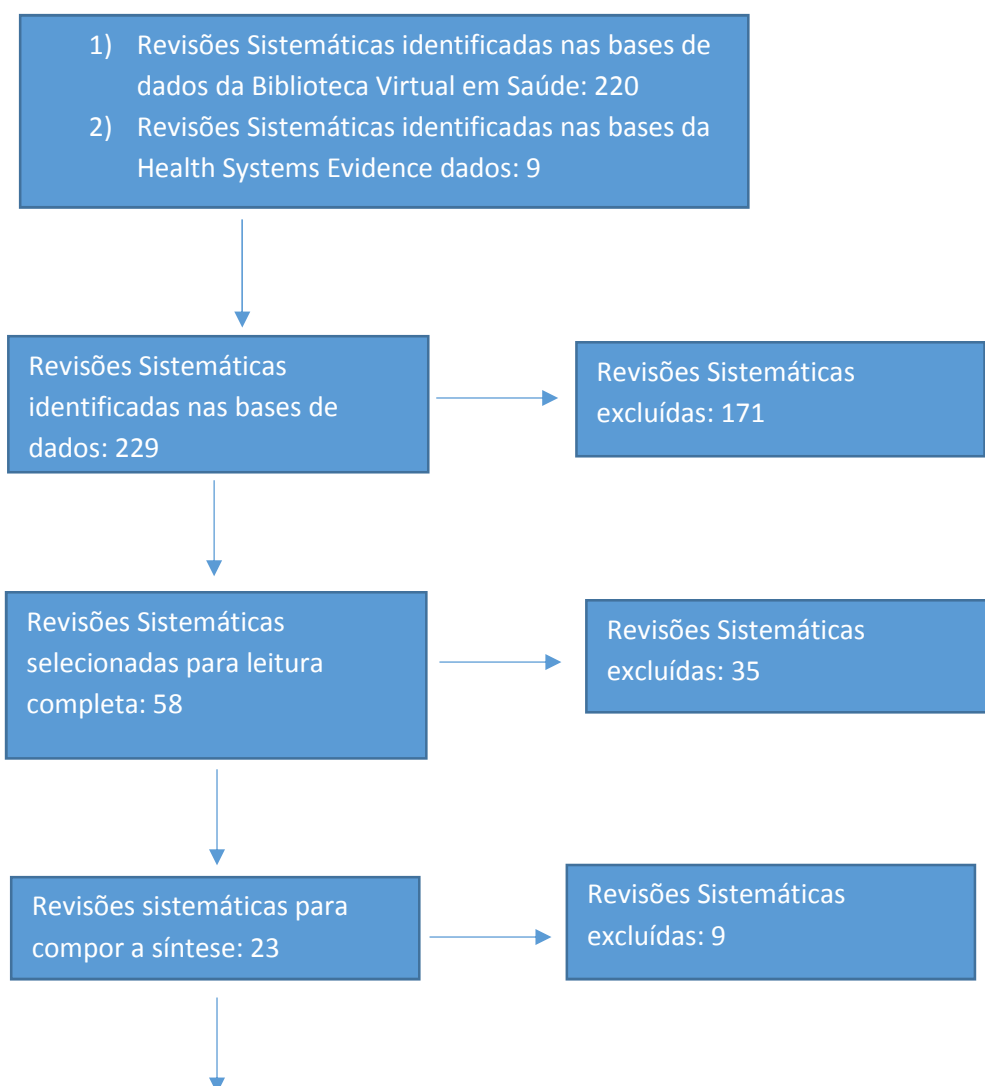 1) Revisões Sistemáticas identificadas nas bases de
dados da Biblioteca Virtual em Saúde: 220
2) Revisões Sistemáticas identificadas nas bases da
Health Systems Evidence dados: 9
Revisões Sistemáticas
identificadas nas bases de
dados: 229
Revisões Sistemáticas
excluídas: 171
Revisões Sistemáticas
selecionadas para leitura
completa: 58
Revisões Sistemáticas
excluídas: 35
Revisões sistemáticas para
compor a síntese: 23
Revisões Sistemáticas
excluídas: 9